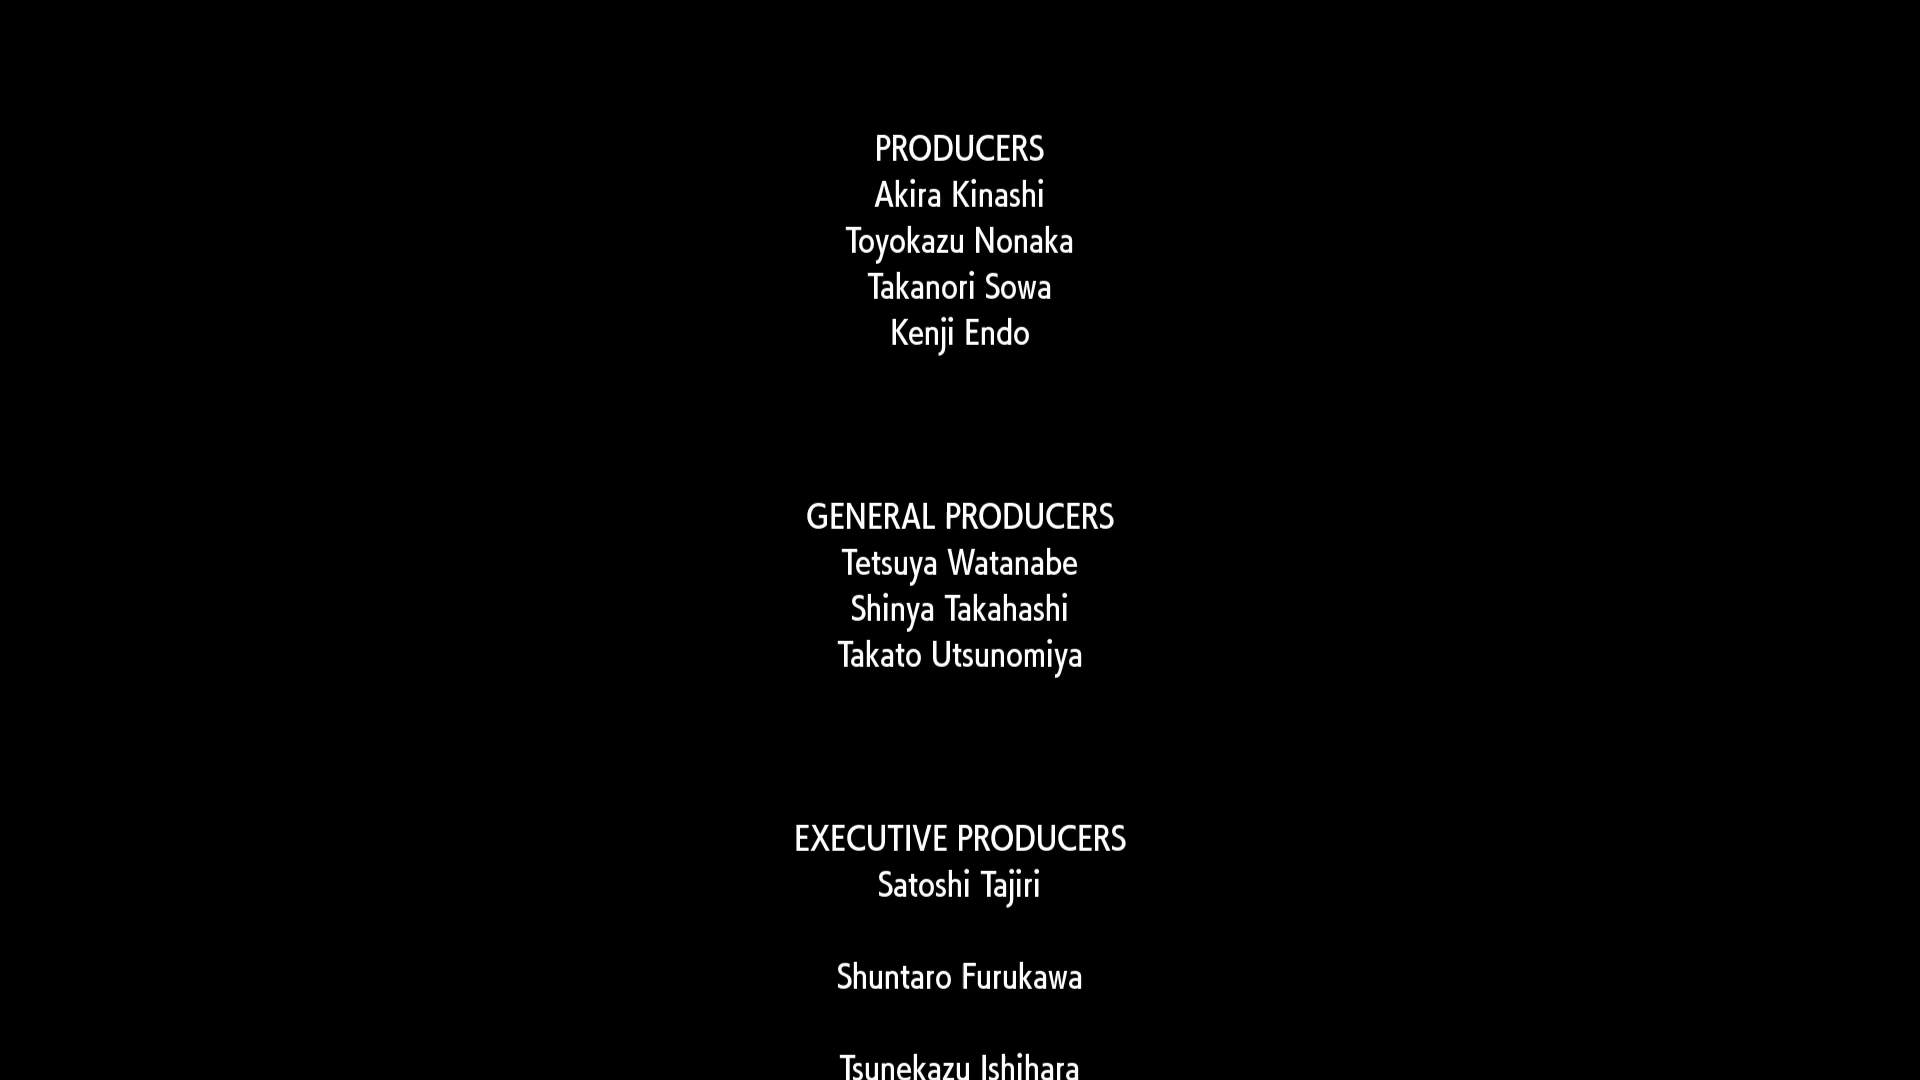 PRODUCERS
Akira Kinashi
Toyokazu Nonaka
Takanori Sowa
Kenji Endo
GENERAL PRODUCERS
Tetsuya Watanabe
Shinya Takahashi
Takato Utsunomiya
EXECUTIVE PRODUCERS
Satoshi Tajiri
Shuntaro Furukawa
Tsunekazu Ishihara